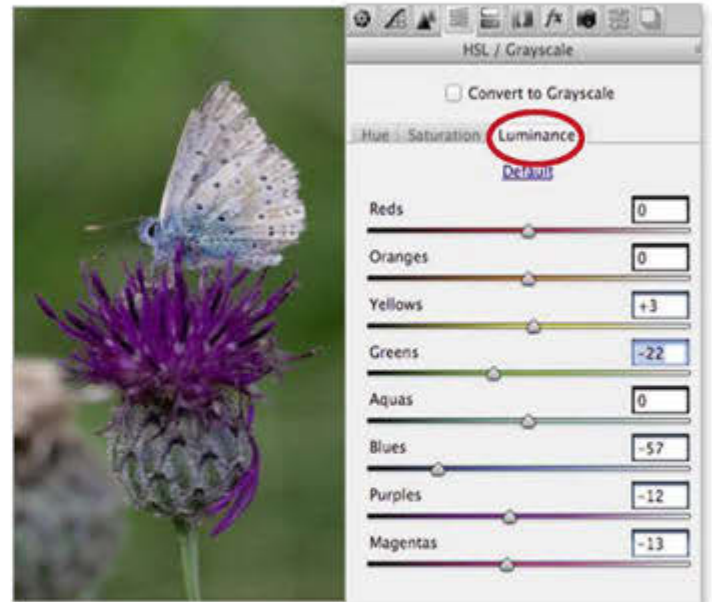 fx
HSL / Grayscale
Convert to Grayscale
Hue Saturation Luminance
Default
Reds 0
Oranges 0
Yellows +3
Greens -22
Aquas 0
Blues -57
Purples -12
Magentas -13